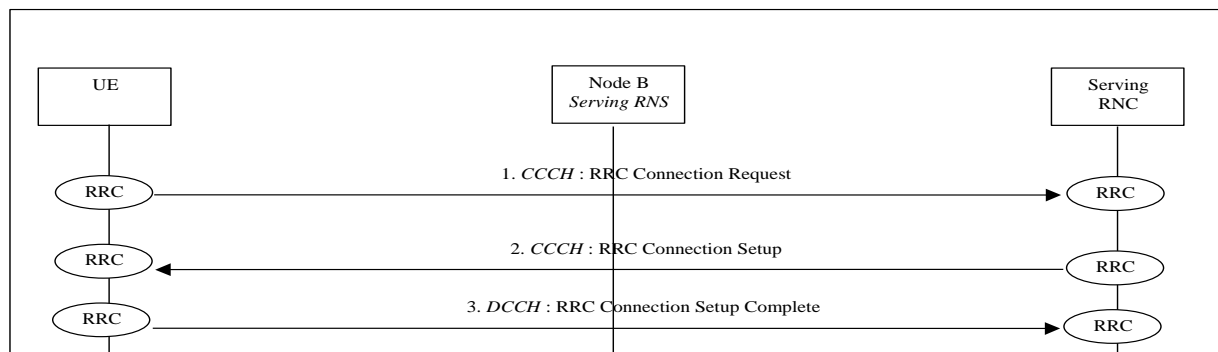 UE
Node B
Serving RNS
Serving
RNC
1. CCCH : RRC Connection Request
RRC
RRC
2. CCCH : RRC Connection Setup
RRC
RRC
3. DCCH : RRC Connection Setup Complete
RRC
RRC